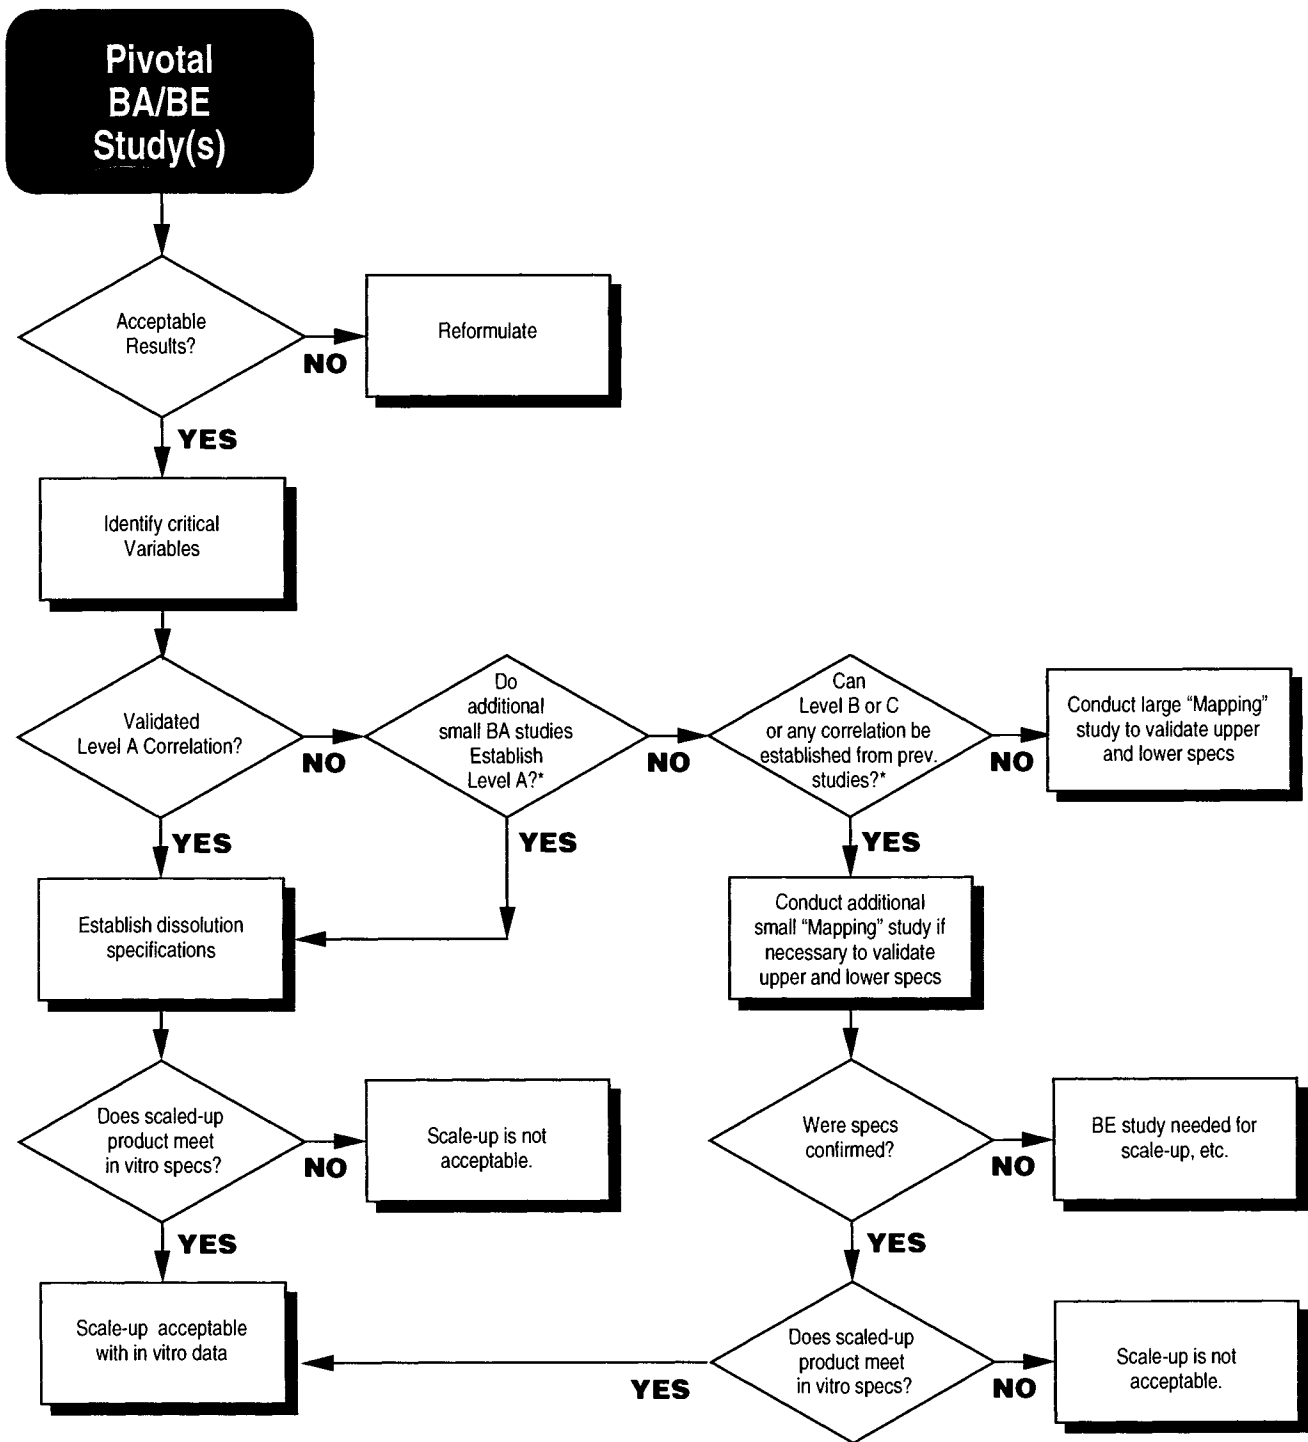 Pivotal
BA/BE
Study(s)
Acceptable
Results?
NO
Reformulate
YES
Identify critical
Variables
Validated
Level A Correlation?
NO
Do
additional
small BA studies
Establish
Level A?*
NO
Can
Level B or C
or any correlation be
established from prev.
studies?*
NO
Conduct large “Mapping”
study to validate upper
and lower specs
YES
YES
YES
Establish dissolution
specifications
Conduct additional
small “Mapping” study if
necessary to validate
upper and lower specs
Does scaled-up
product meet
in vitro specs?
NO
Scale-up is not
acceptable.
Were specs
confirmed?
NO
BE study needed for
scale-up, etc.
YES
YES
Scale-up acceptable
with in vitro data
YES
Does scaled-up
product meet
in vitro specs?
NO
Scale-up is not
acceptable.